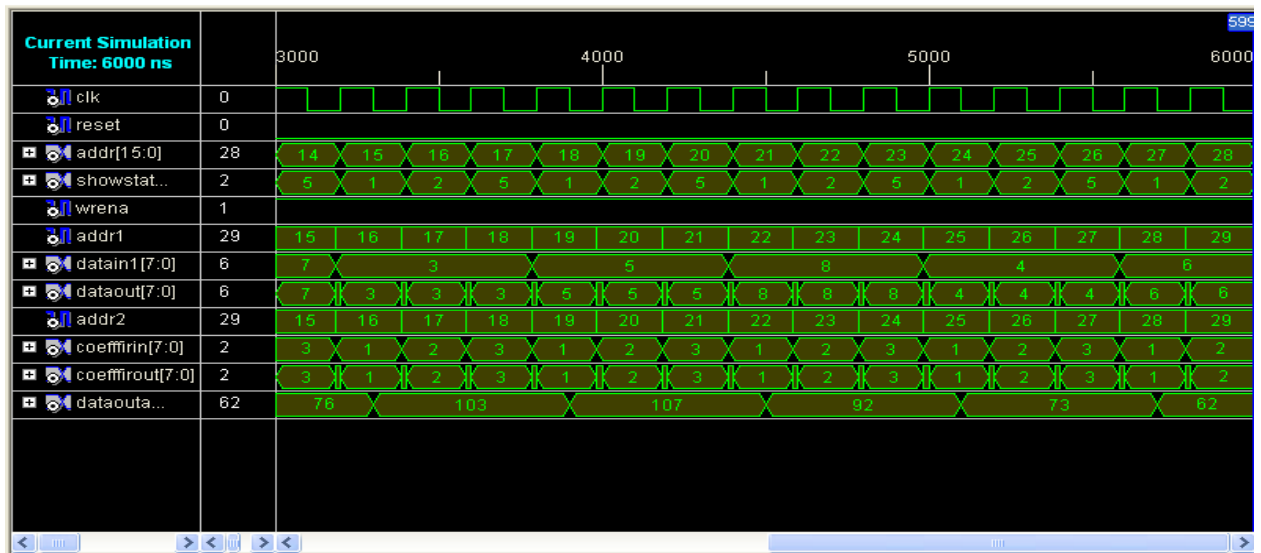 599
Current Simulation
Time: 6000 ns
3000 4000 5000 6000
clk 0
reset 0
addr[15:0] 28 14 15 16 17 18 19 20 21 22 23 24 25 26 27 28
showstat... 2 5 1 2 5 1 2 5 1 2 5 1 2 5 1 2
wrena 1
addr1 29 15 16 17 18 19 20 21 22 23 24 25 26 27 28 29
datain1[7:0] 6 7 3 5 8 4 6
dataout[7:0] 6 7 3 3 3 5 5 5 8 8 8 4 4 4 6 6
addr2 29 15 16 17 18 19 20 21 22 23 24 25 26 27 28 29
coefffirin[7:0] 2 3 1 2 3 1 2 3 1 2 3 1 2 3 1 2
coefffirout[7:0] 2 3 1 2 3 1 2 3 1 2 3 1 2 3 1 2
dataouta... 62 76 103 107 92 73 62